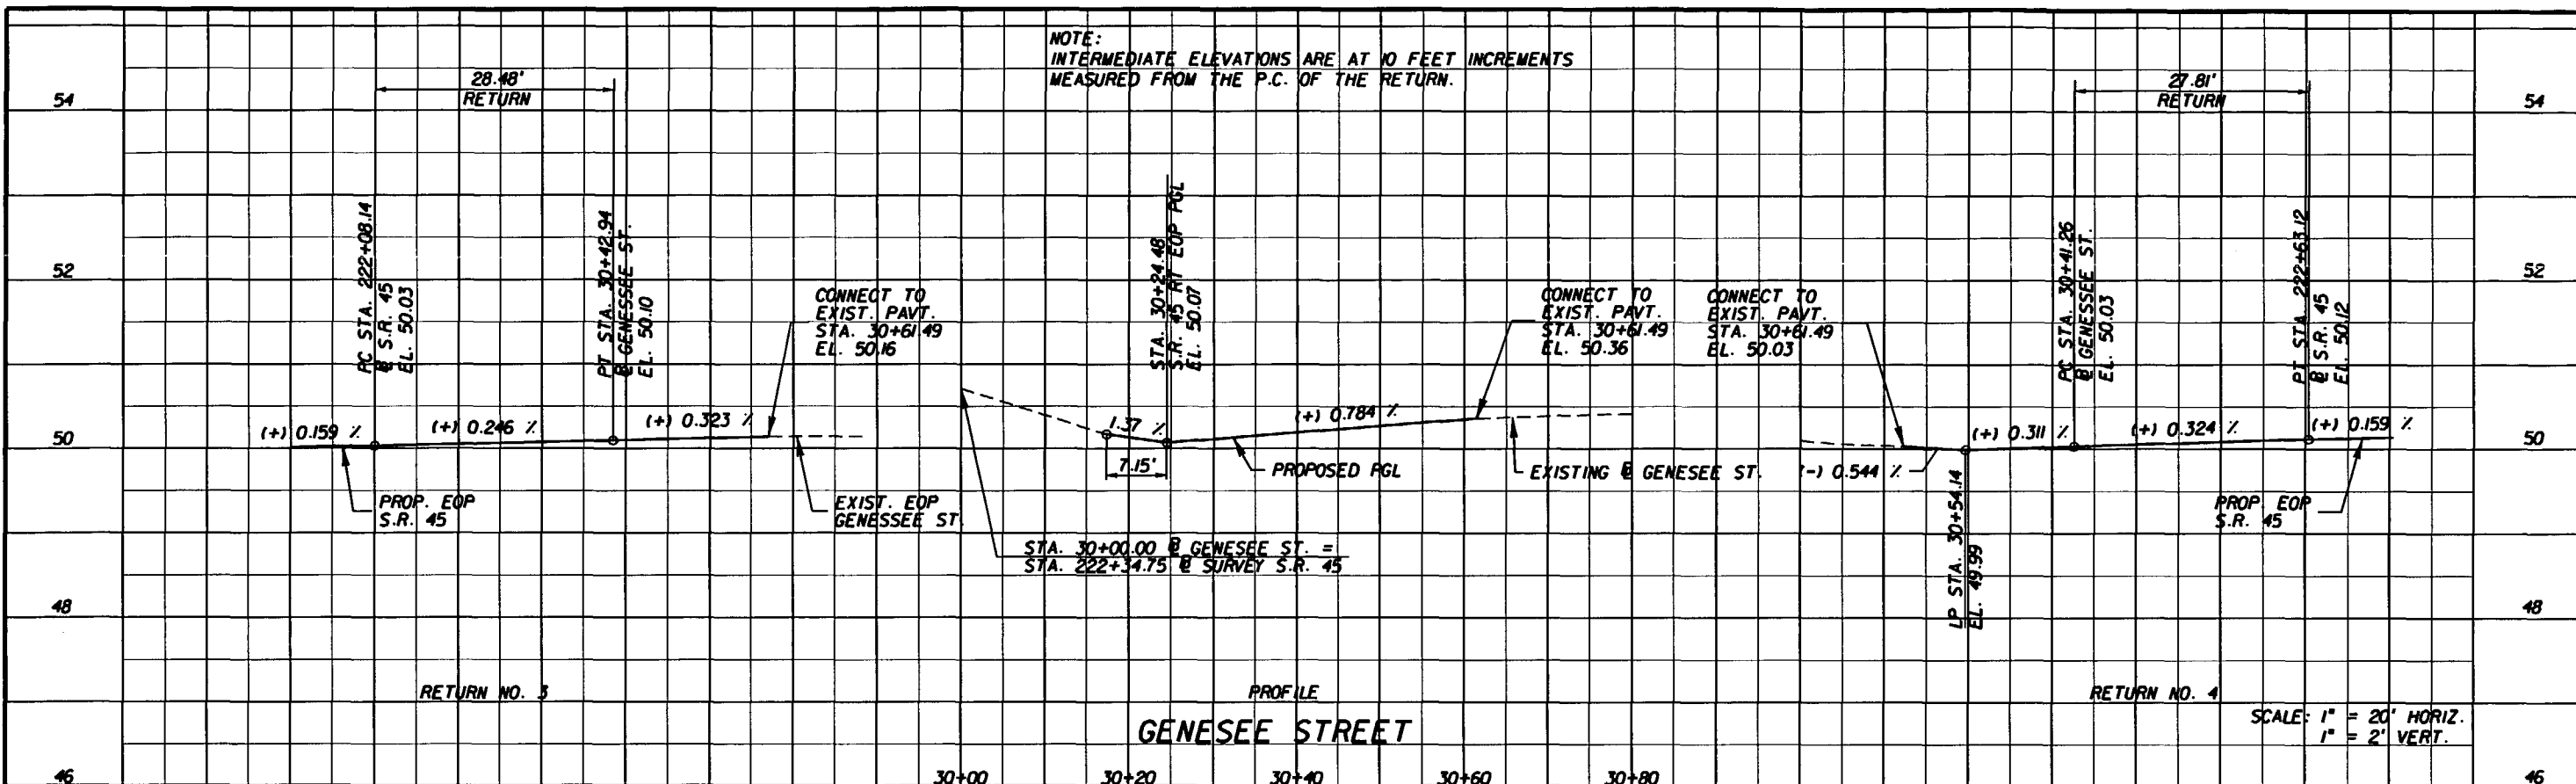 NOTE:
INTERMEDIATE ELEVATIONS ARE AT 10 FEET INCREMENTS
MEASURED FROM THE P.C. OF THE RETURN.
28.48'
RETURN
27.81'
RETURN
54
54
52
52
50
50
48
48
46
46
PC STA. 222+08.14
℄ S.R. 45
EL. 50.03
PT STA. 30+42.94
℄ GENESSEE ST.
EL. 50.10
CONNECT TO
EXIST. PAVT.
STA. 30+61.49
EL. 50.16
STA. 30+24.48
S.R. 45 RT EOP PGL
EL. 50.07
CONNECT TO
EXIST. PAVT.
STA. 30+61.49
EL. 50.36
CONNECT TO
EXIST. PAVT.
STA. 30+61.49
EL. 50.03
PC STA. 30+41.26
℄ GENESSEE ST.
EL. 50.03
PT STA. 222+63.12
℄ S.R. 45
EL. 50.12
(+) 0.159 %
(+) 0.246 %
(+) 0.323 %
1.37 %
(+) 0.784 %
(-) 0.544 %
(+) 0.311 %
(+) 0.324 %
(+) 0.159 %
7.15'
PROPOSED PGL
EXISTING ℄ GENESEE ST.
PROP. EOP
S.R. 45
EXIST. EOP
GENESSEE ST.
PROP. EOP
S.R. 45
STA. 30+00.00 ℄ GENESEE ST. =
STA. 222+34.75 ℄ SURVEY S.R. 45
LP STA. 30+54.14
EL. 49.99
RETURN NO. 3
PROFILE
RETURN NO. 4
GENESEE STREET
SCALE: 1" = 20' HORIZ.
1" = 2' VERT.
30+00
30+20
30+40
30+60
30+80